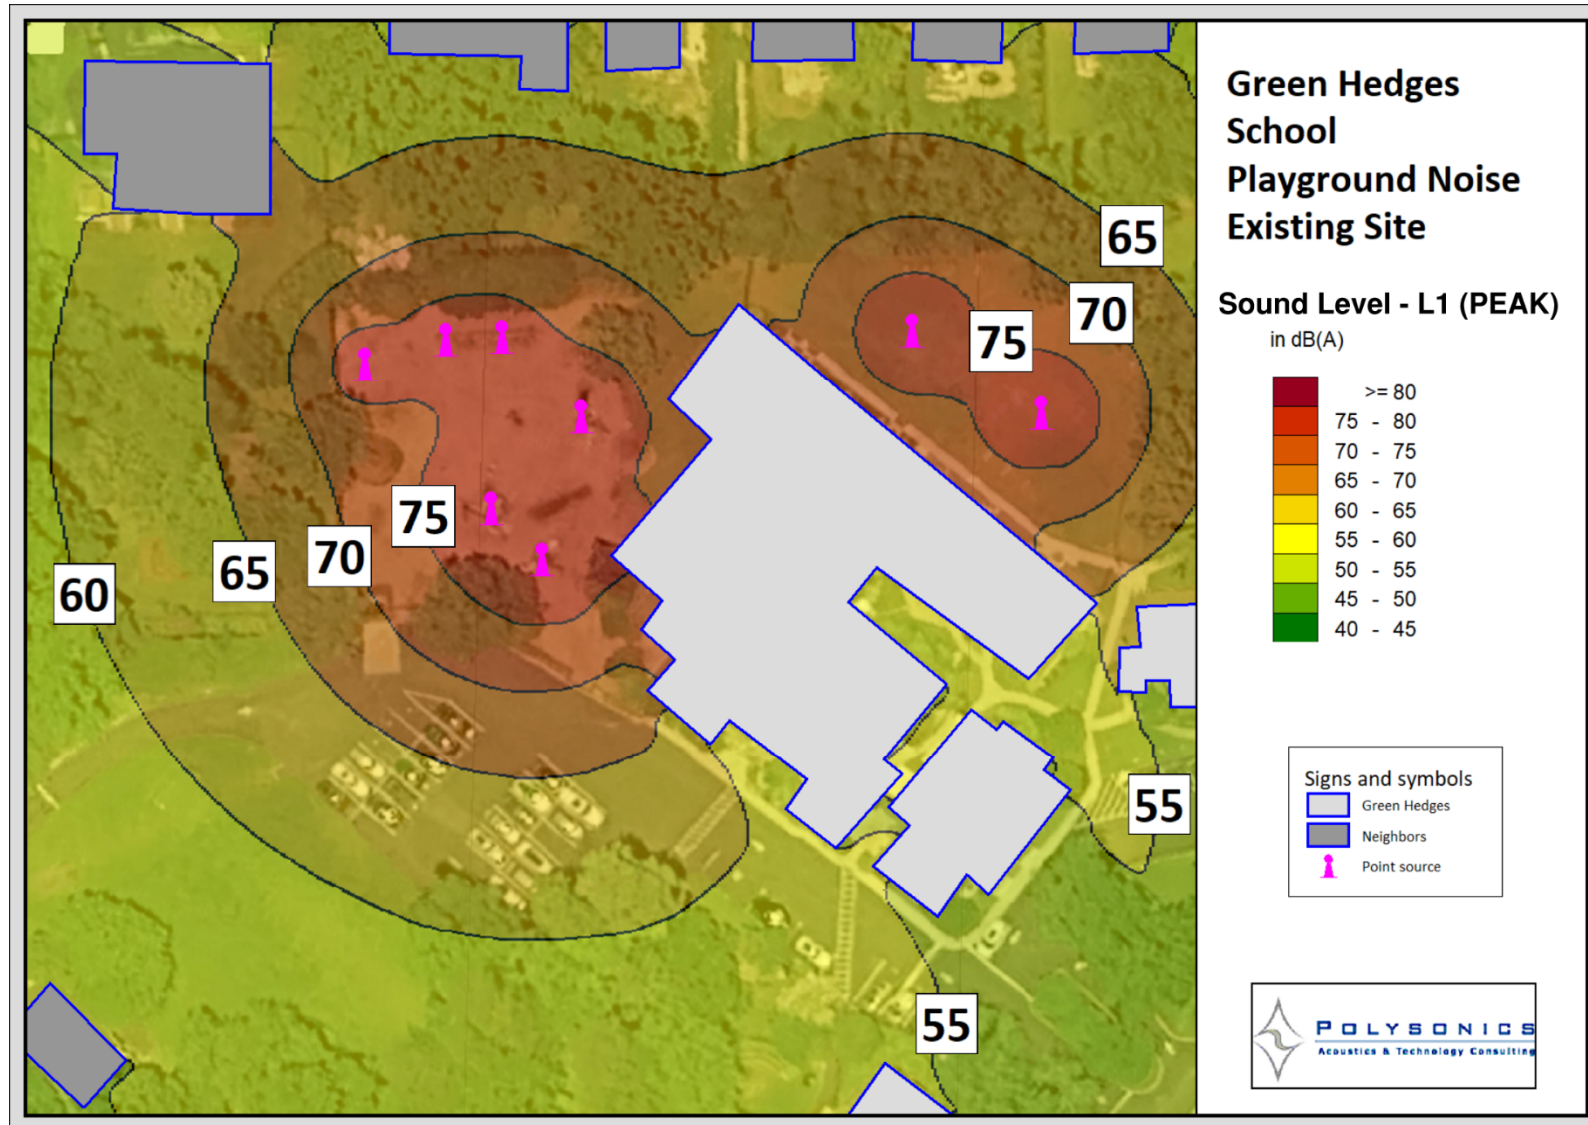 Green Hedges
School
Playground Noise
Existing Site
Sound Level - L1 (PEAK)
in dB(A)
>= 80
75 - 80
70 - 75
65 - 70
60 - 65
55 - 60
50 - 55
45 - 50
40 - 45
Signs and symbols
Green Hedges
Neighbors
Point source
POLYSONICS
Acoustics & Technology Consulting
65
70
75
75
70
65
60
55
55